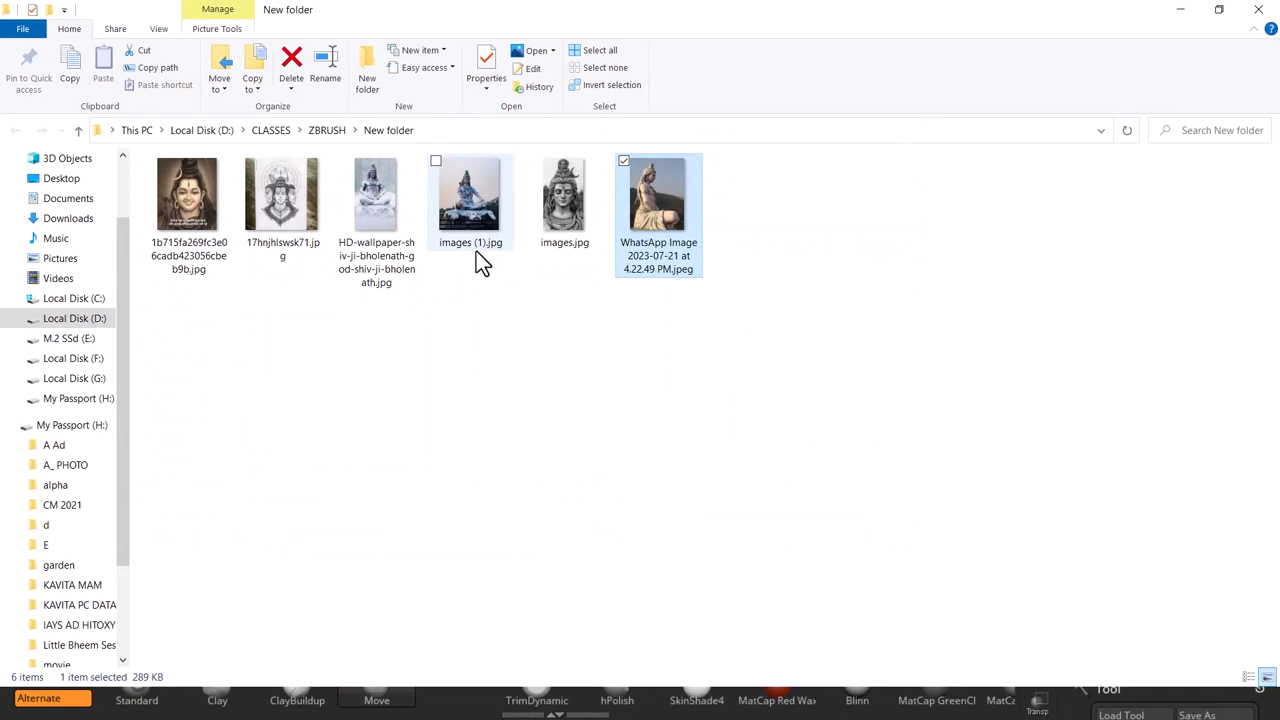 Manage
New folder
File
Home
Share
View
Picture Tools
Pin to Quick
access
Copy
Paste
Cut
Copy path
Paste shortcut
Clipboard
Move
to
Copy
to
Delete
Rename
Organize
New
folder
New item
Easy access
New
Properties
Open
Edit
History
Open
Select all
Select none
Invert selection
Select
This PC
Local Disk (D:)
CLASSES
ZBRUSH
New folder
Search New folder
3D Objects
Desktop
Documents
Downloads
Music
Pictures
Videos
Local Disk (C:)
Local Disk (D:)
M.2 SSd (E:)
Local Disk (F:)
Local Disk (G:)
My Passport (H:)
My Passport (H:)
A Ad
A_ PHOTO
alpha
CM 2021
d
E
garden
KAVITA MAM
KAVITA PC DATA
IAYS AD HITOXY
Little Bheem Ses
movie
1b715fa269fc3e0
6cadb423056cbe
b9b.jpg
17hnjhlswsk71.jp
g
HD-wallpaper-sh
iv-ji-bholenath-g
od-shiv-ji-bholen
ath.jpg
images (1).jpg
images.jpg
WhatsApp Image
2023-07-21 at
4.22.49 PM.jpeg
6 items
1 item selected 289 KB
Alternate
Standard
Clay
ClayBuildup
Move
TrimDynamic
hPolish
SkinShade4
MatCap Red Wax
Blinn
MatCap GreenCl
MatCa
Transp
Tool
Load Tool
Save As